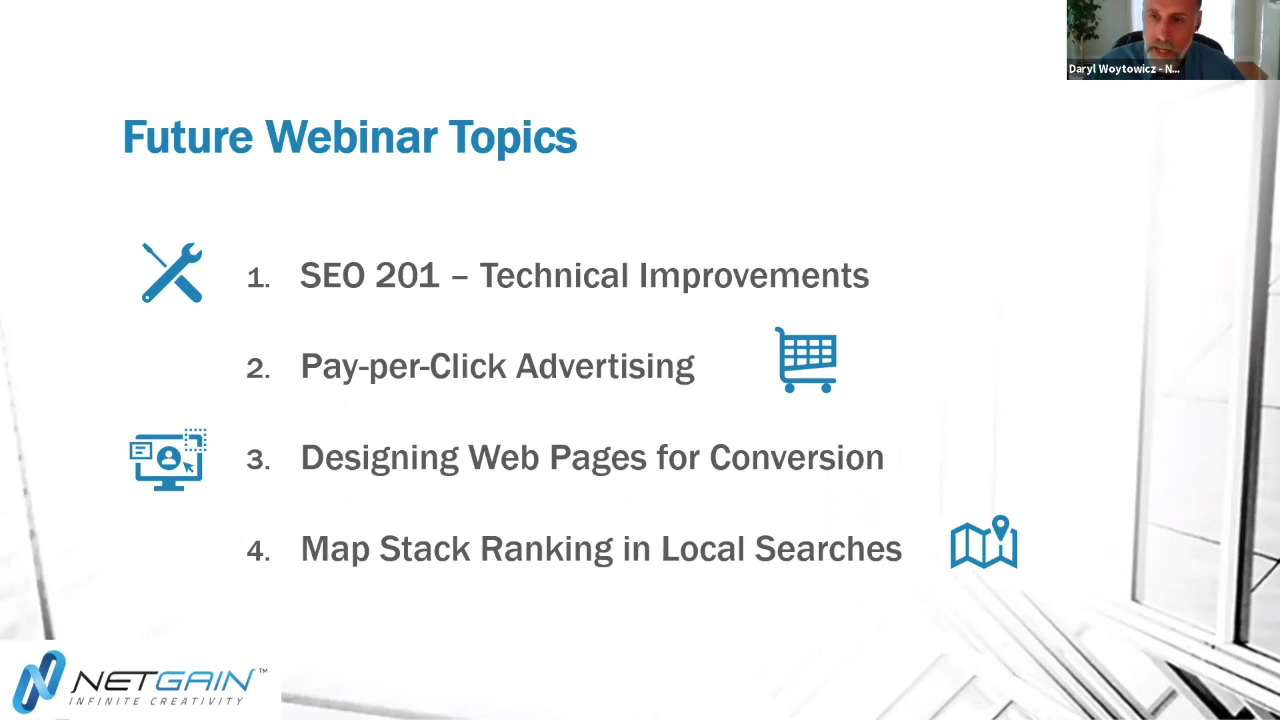 Daryl Woytowicz - N...
Future Webinar Topics
1. SEO 201 – Technical Improvements
2. Pay-per-Click Advertising
3. Designing Web Pages for Conversion
4. Map Stack Ranking in Local Searches
NETGAIN™
INFINITE CREATIVITY